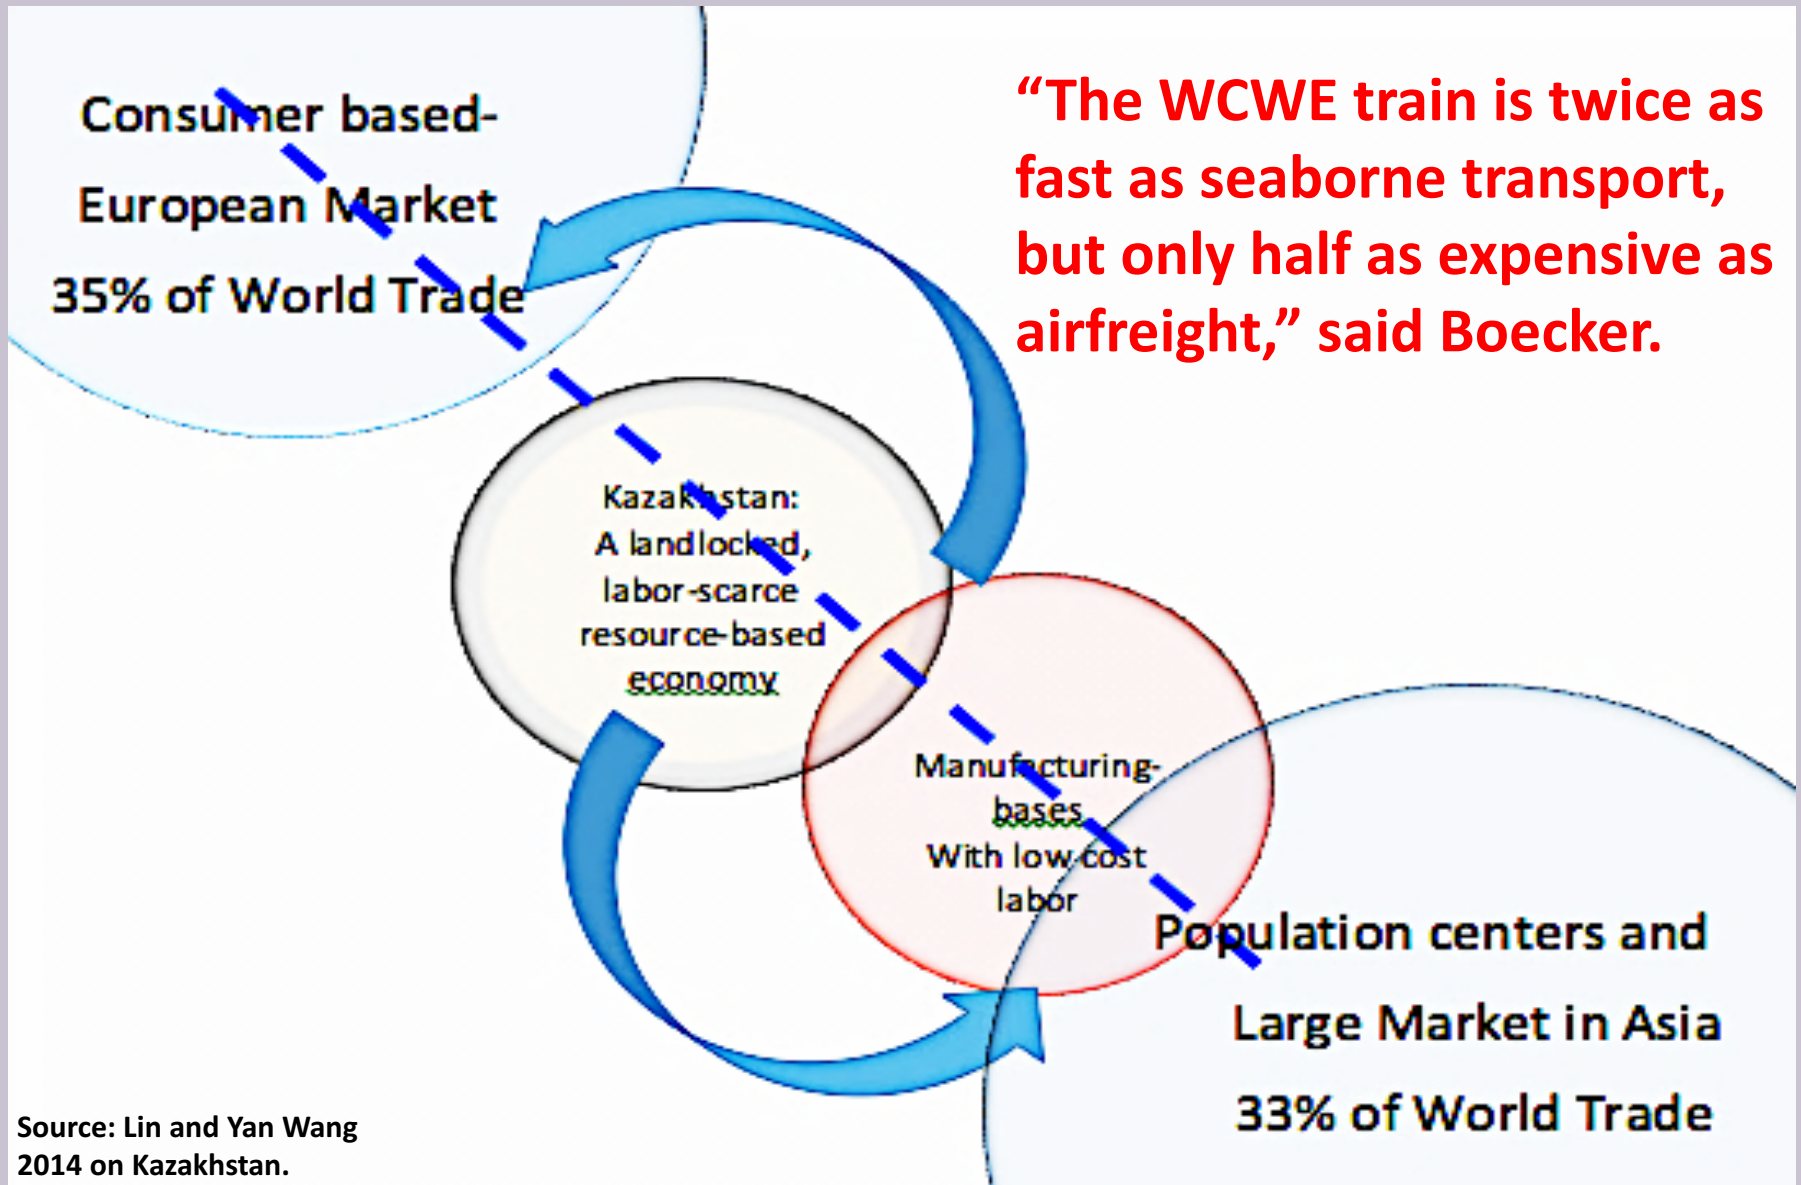 Consumer based-
European Market
35% of World Trade
“The WCWE train is twice as
fast as seaborne transport,
but only half as expensive as
airfreight,” said Boecker.
Kazakhstan:
A landlocked,
labor-scarce
resource-based
economy
Manufacturing-
bases
With low cost
labor
Population centers and
Large Market in Asia
33% of World Trade
Source: Lin and Yan Wang
2014 on Kazakhstan.